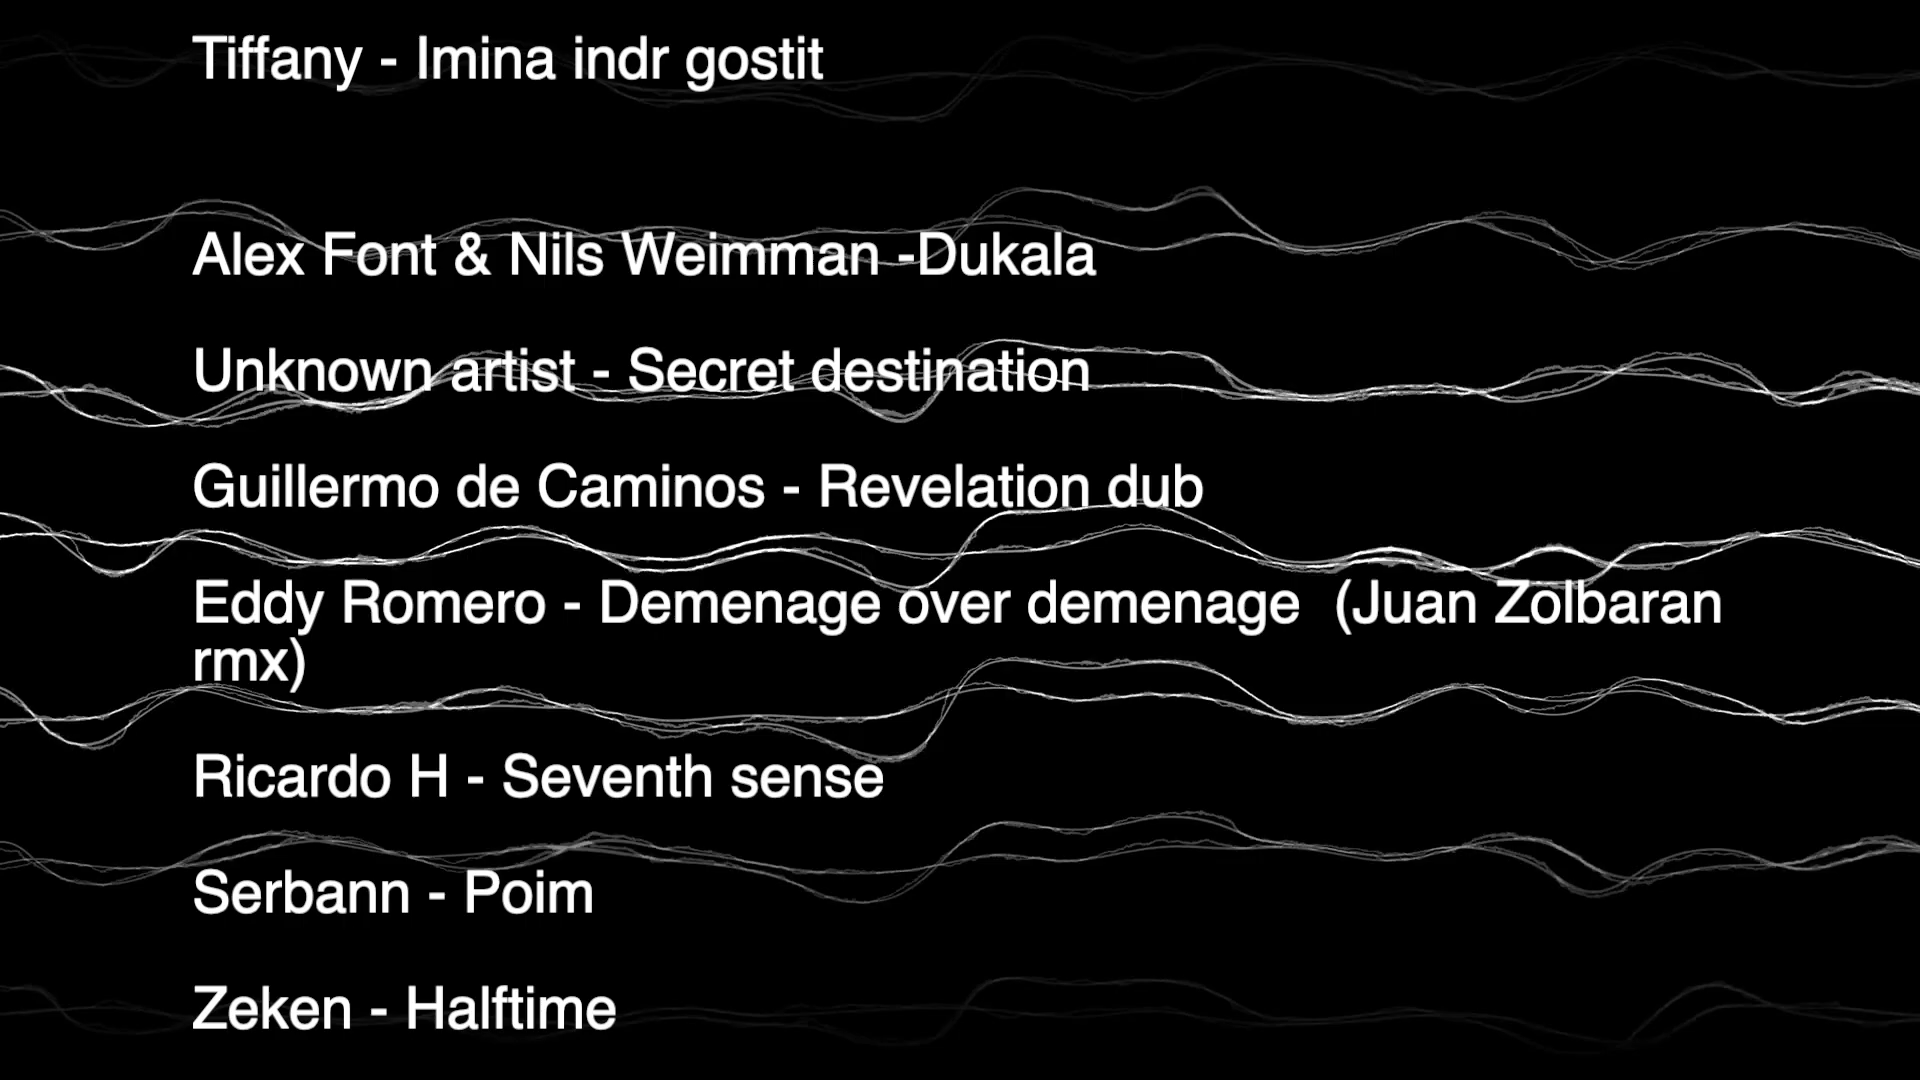 Tiffany - Imina indr gostit
Alex Font & Nils Weimman -Dukala
Unknown artist - Secret destination
Guillermo de Caminos - Revelation dub
Eddy Romero - Demenage over demenage  (Juan Zolbaran
rmx)
Ricardo H - Seventh sense
Serbann - Poim
Zeken - Halftime